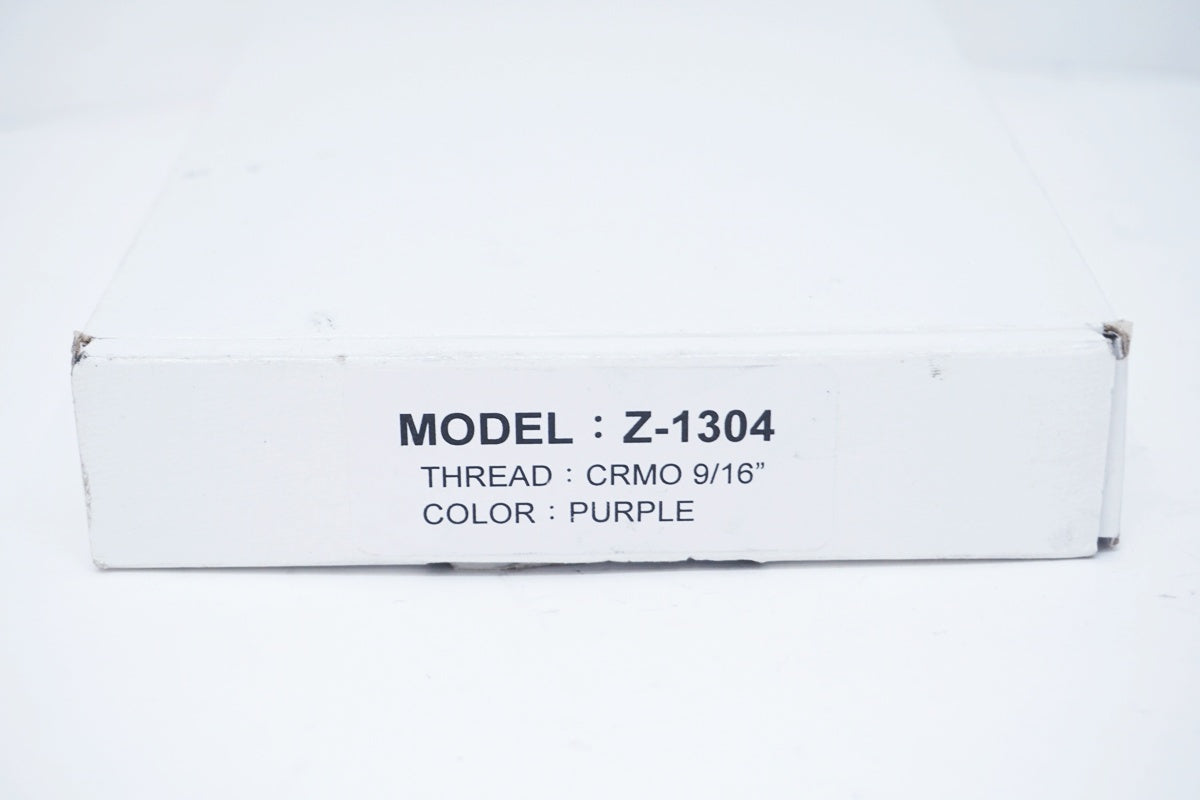 MODEL：Z-1304
THREAD：CRMO 9/16”
COLOR：PURPLE